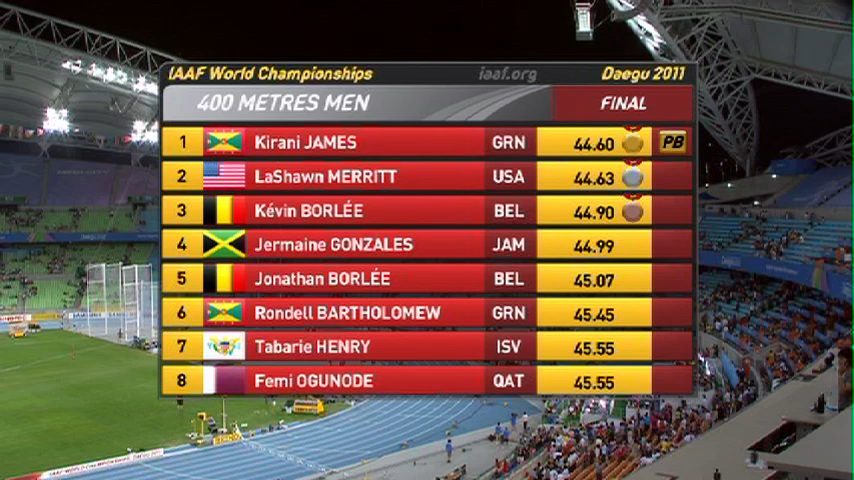 IAAF World Championships iaaf.org Daegu 2011
400 METRES MEN FINAL
1 Kirani JAMES GRN 44.60 PB
2 LaShawn MERRITT USA 44.63
3 Kévin BORLÉE BEL 44.90
4 Jermaine GONZALES JAM 44.99
5 Jonathan BORLÉE BEL 45.07
6 Rondell BARTHOLOMEW GRN 45.45
7 Tabarie HENRY ISV 45.55
8 Femi OGUNODE QAT 45.55